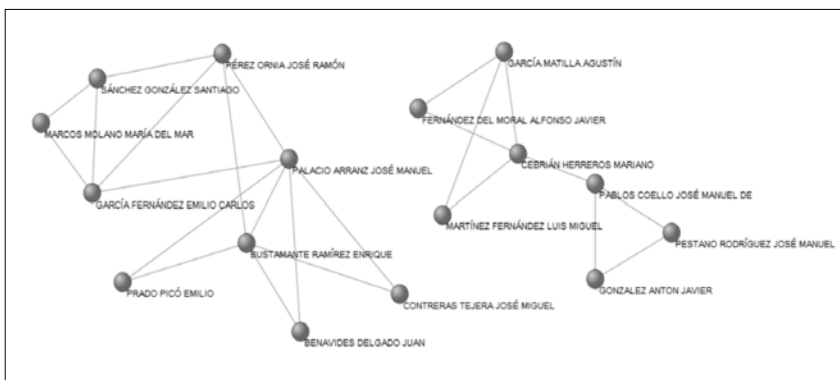 PÉREZ ORNIA JOSÉ RAMÓN
SÁNCHEZ GONZÁLEZ SANTIAGO
MARCOS MOLANO MARÍA DEL MAR
PALACIO ARRANZ JOSÉ MANUEL
GARCÍA FERNÁNDEZ EMILIO CARLOS
BUSTAMANTE RAMÍREZ ENRIQUE
PRADO PICÓ EMILIO
CONTRERAS TEJERA JOSÉ MIGUEL
BENAVIDES DELGADO JUAN
GARCÍA MATILLA AGUSTÍN
FERNÁNDEZ DEL MORAL ALFONSO JAVIER
CEBRIÁN HERREROS MARIANO
PABLOS COELLO JOSÉ MANUEL DE
MARTÍNEZ FERNÁNDEZ LUIS MIGUEL
PESTANO RODRÍGUEZ JOSÉ MANUEL
GONZALEZ ANTON JAVIER